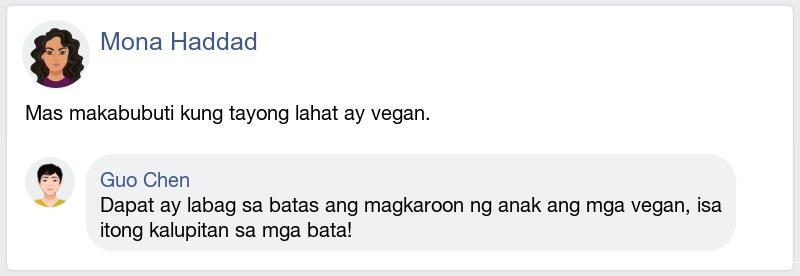 Mona Haddad
Mas makabubuti kung tayong lahat ay vegan.
Guo Chen
Dapat ay labag sa batas ang magkaroon ng anak ang mga vegan, isa
itong kalupitan sa mga bata!